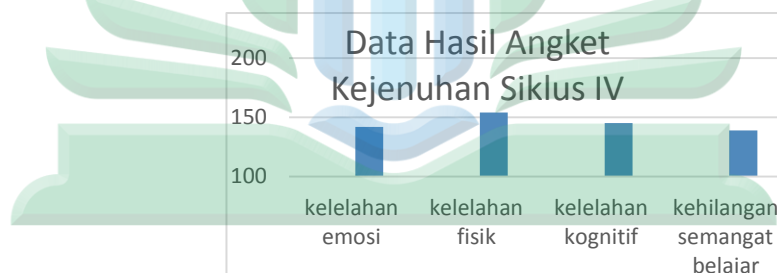 Data Hasil Angket
Kejenuhan Siklus IV
200
150
100
kelelahan emosi
kelelahan fisik
kelelahan kognitif
kehilangan semangat belajar